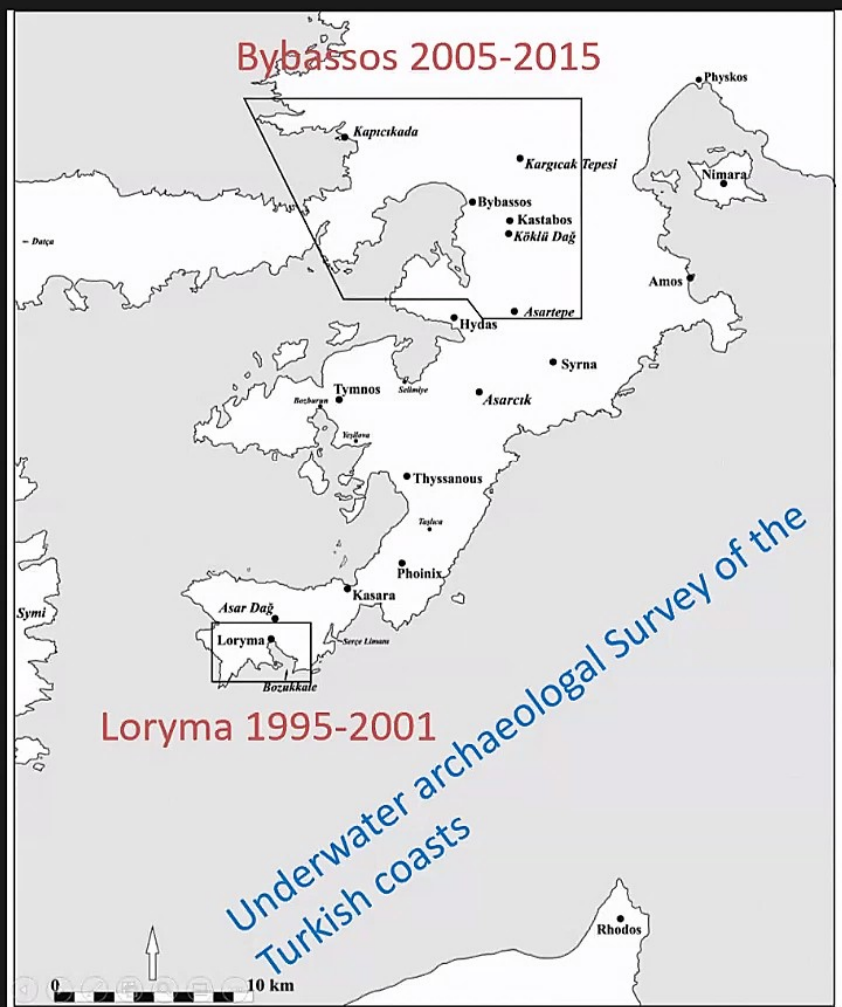 Bybassos 2005-2015
Physkos
Kapıcıkada
Kargıcak Tepesi
Nimara
Bybassos
Kastabos
Köklü Dağ
– Datça
Amos
Asartepe
Hydas
Syrna
Selimiye
Tymnos
Bozburun
Asarcık
Yeşilova
Thyssanous
Taşlıca
Phoinix
Kasara
Asar Dağ
Symi
Loryma
Serçe Limanı
Bozukkale
Loryma 1995-2001
Underwater archaeologal Survey of the
Turkish coasts
Rhodos
0 10 km